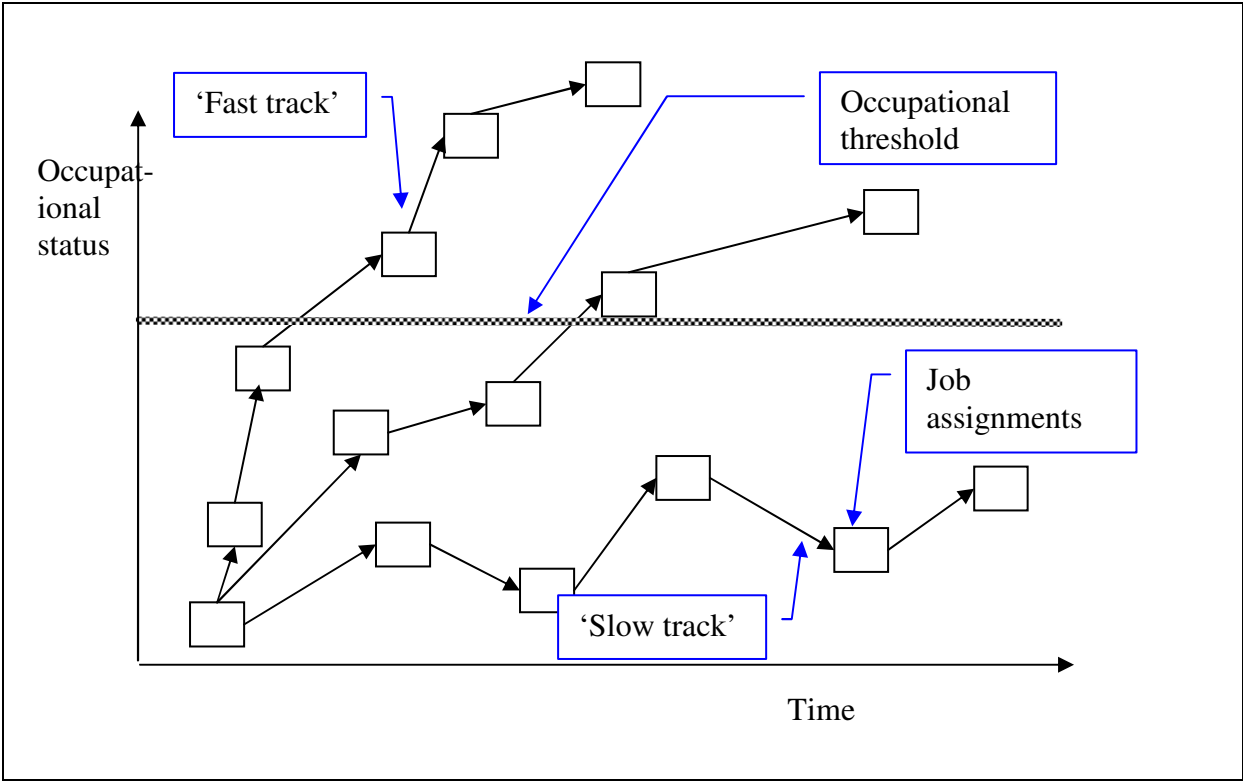 ‘Fast track’
Occupational
threshold
Occupat-
ional
status
Job
assignments
‘Slow track’
Time